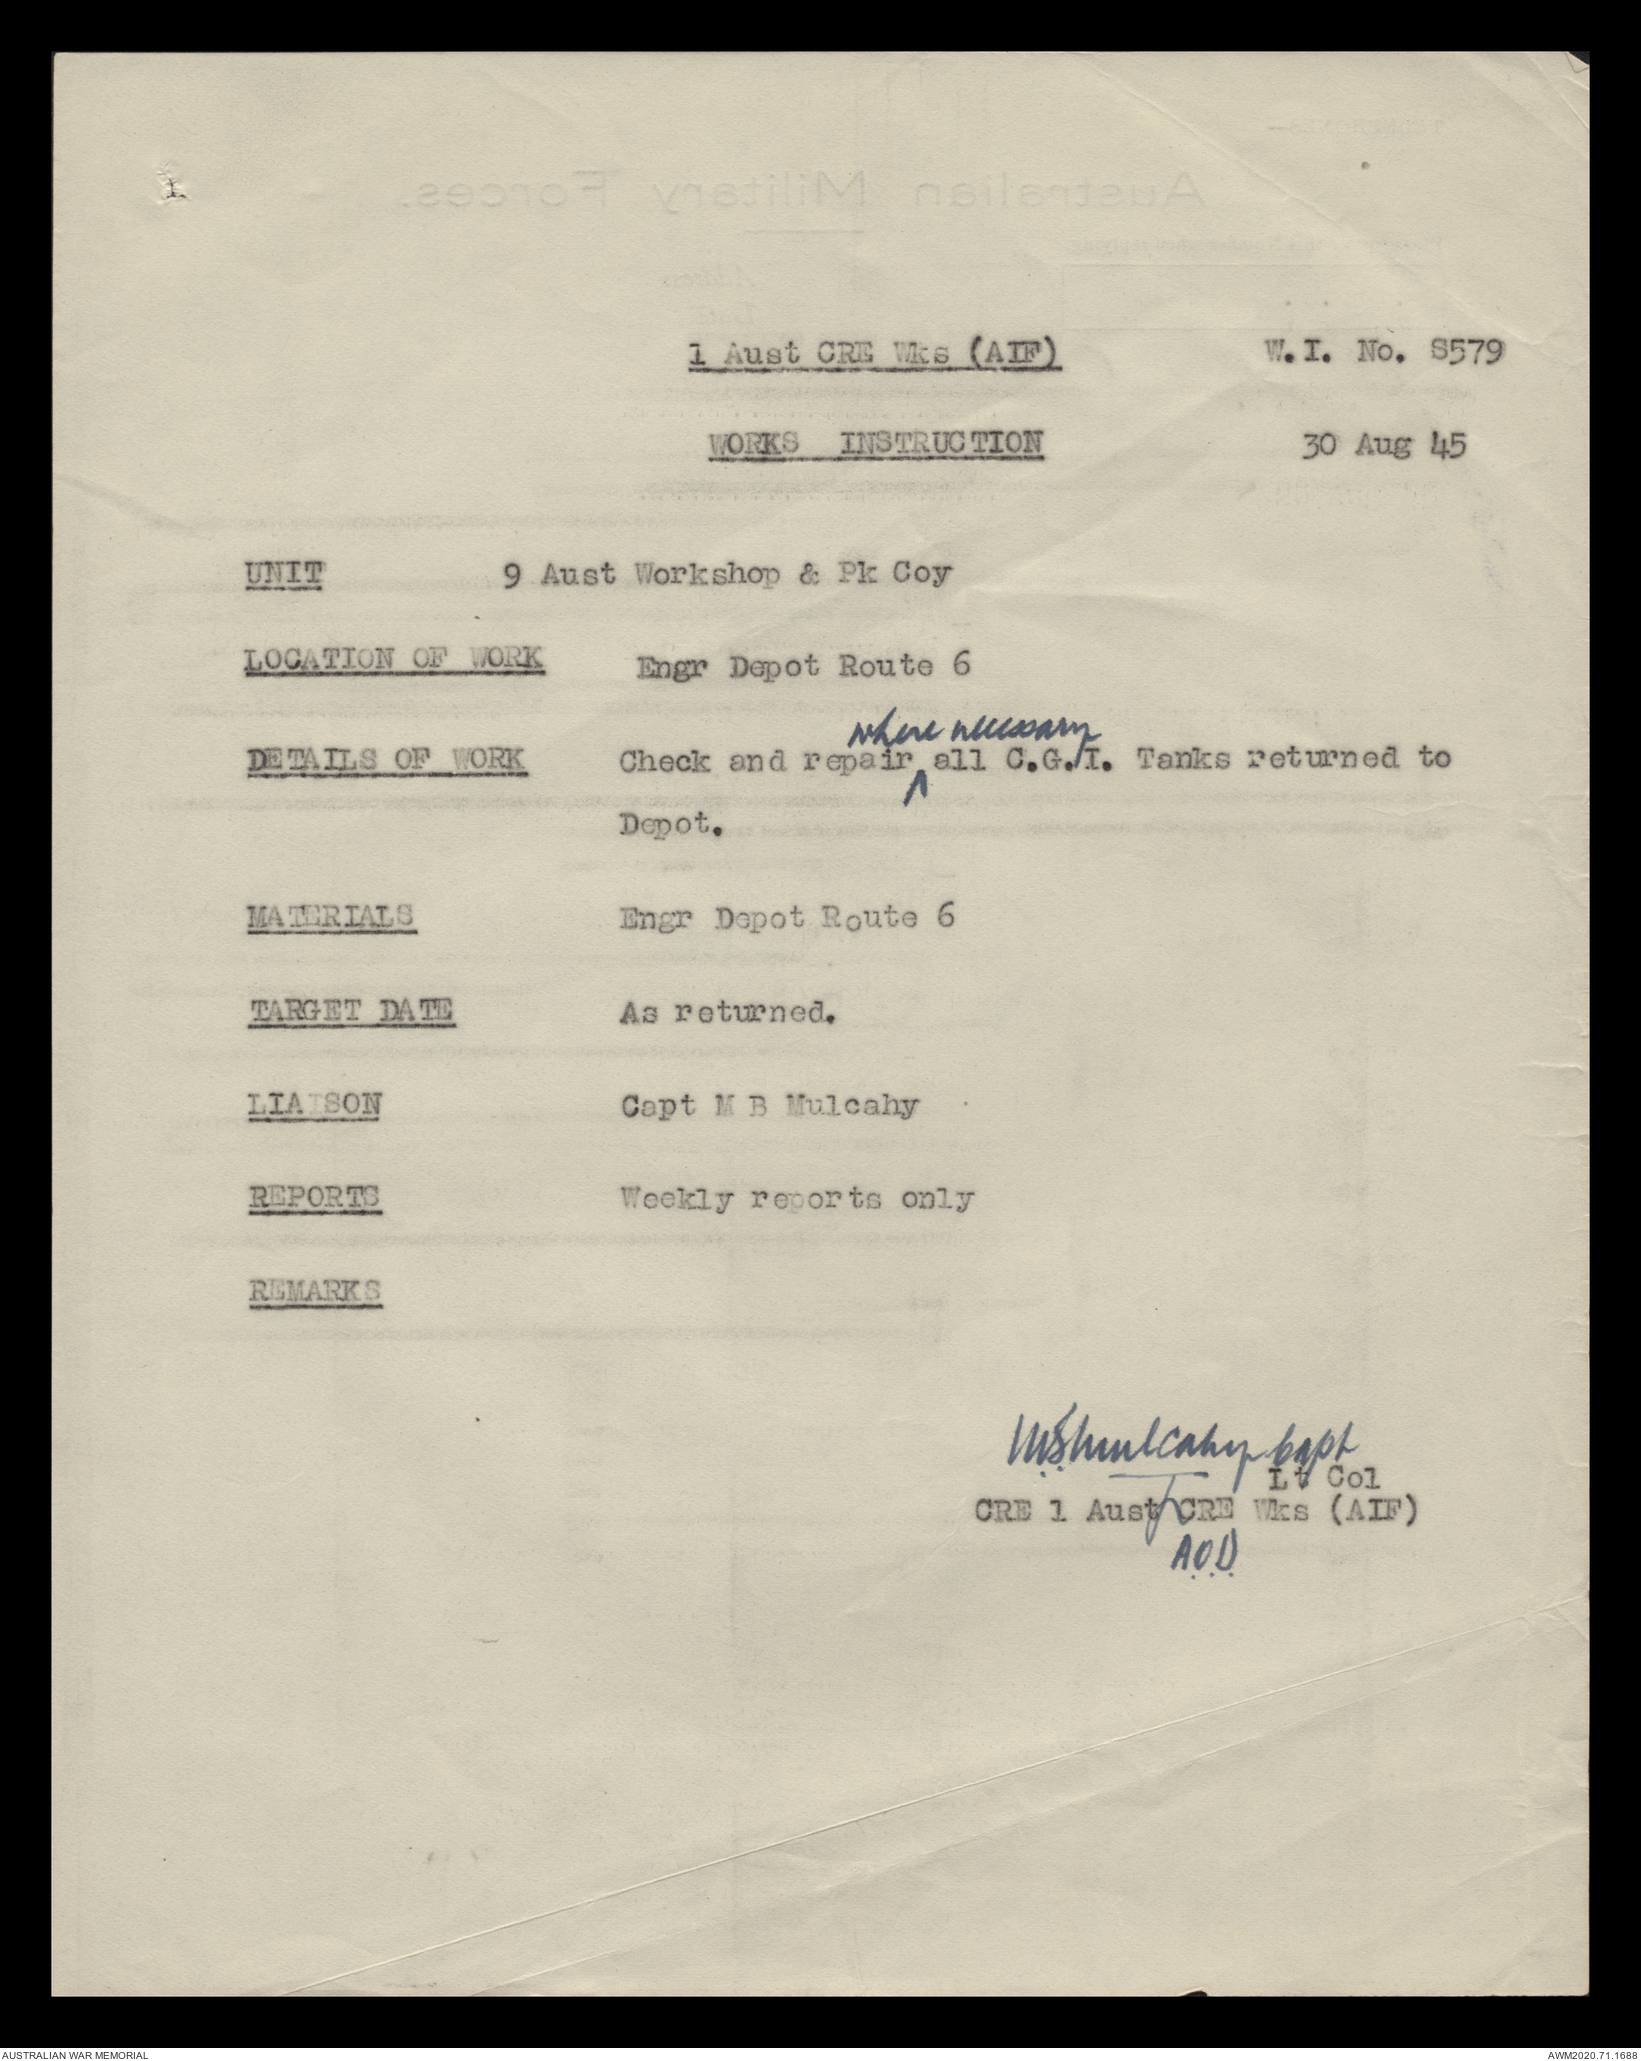 1 Aust CRE Wks (AIF) W.I. No. S579
WORKS INSTRUCTION 30 Aug 45
UNIT 9 Aust Workshop & Pk Coy
LOCATION OF WORK Engr Depot Route 6
where necessary
DETAILS OF WORK Check and repair ^ all C.G.I. Tanks returned to
Depot.
MATERIALS Engr Depot Route 6
TARGET DATE As returned.
LIAISON Capt M B Mulcahy
REPORTS Weekly reports only
REMARKS
MBMulcahy Capt
Lt Col
CRE 1 Aust CRE Wks (AIF)
A.O.D.
Australian Military Forces.
AUSTRALIAN WAR MEMORIAL AWM2020.71.1688